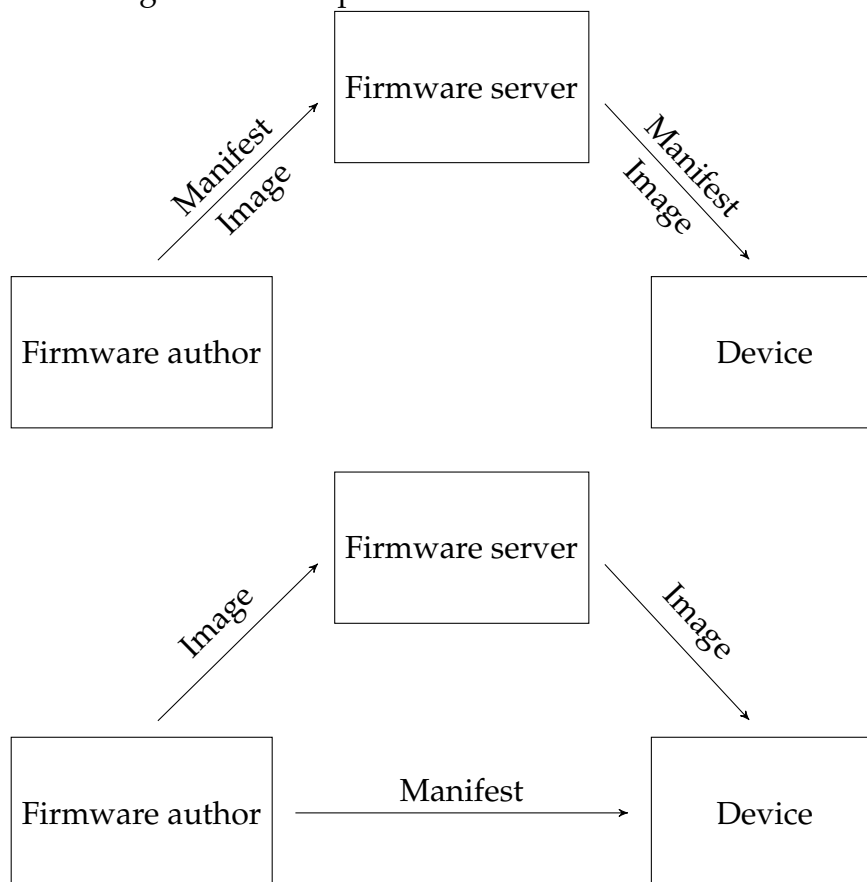 Firmware server
Manifest
Image
Manifest
Image
Firmware author
Device
Firmware server
Image
Image
Firmware author
Manifest
Device